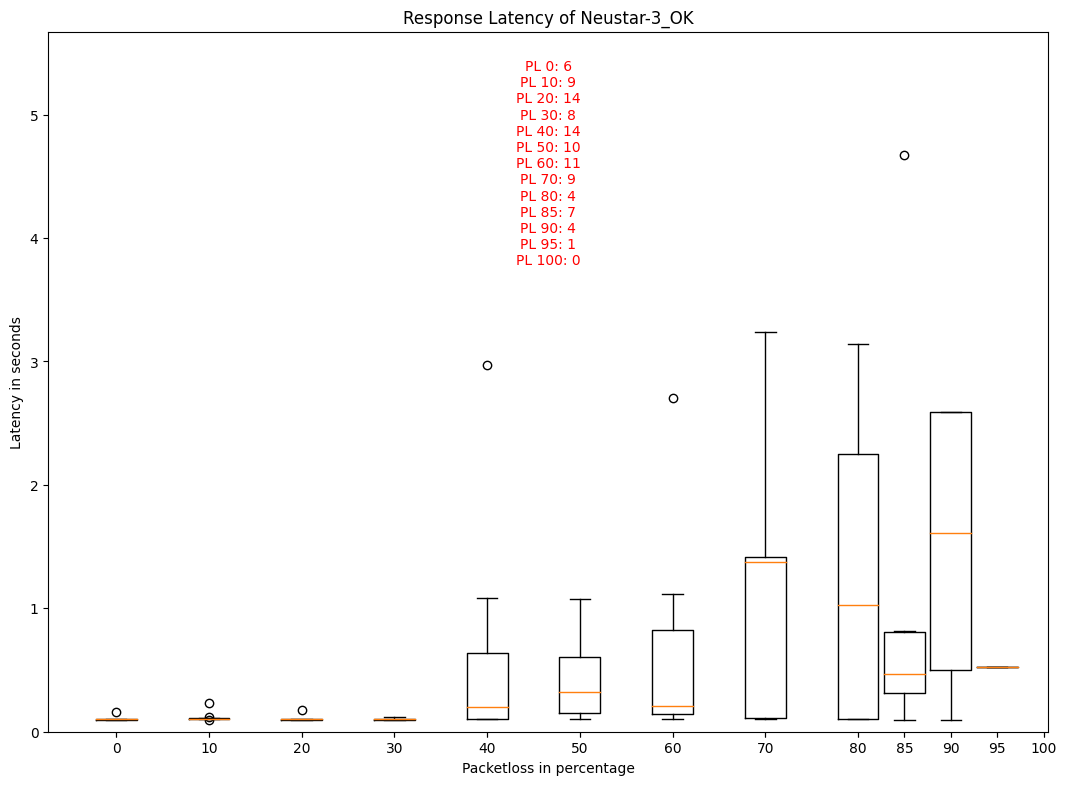 Response Latency of Neustar-3_OK
PL 0: 6
PL 10: 9
PL 20: 14
PL 30: 8
PL 40: 14
PL 50: 10
PL 60: 11
PL 70: 9
PL 80: 4
PL 85: 7
PL 90: 4
PL 95: 1
PL 100: 0
Latency in seconds
5
4
3
2
1
0
0 10 20 30 40 50 60 70 80 85 90 95 100
Packetloss in percentage